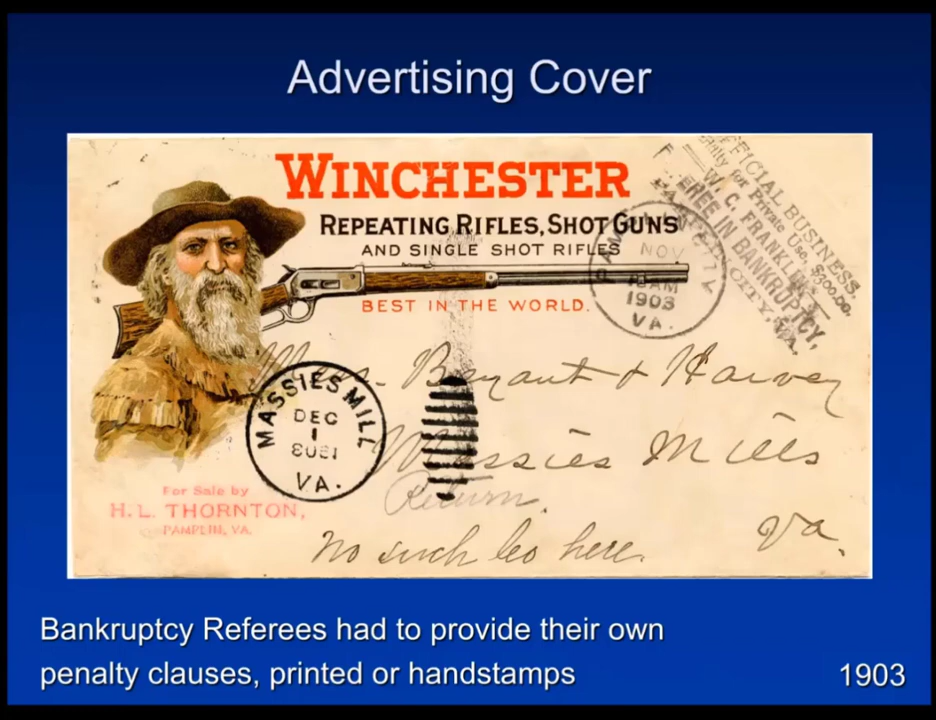 Advertising Cover
WINCHESTER
REPEATING RIFLES, SHOT GUNS
AND SINGLE SHOT RIFLES
BEST IN THE WORLD.
OFFICIAL BUSINESS.
Penalty for Private Use, $300.00.
W. C. FRANKLIN,
REFEREE IN BANKRUPTCY,
CITY, VA.
NOV
AM
1903
VA.
Bryant & Harvey
MASSIES MILL
DEC
1
1903
VA.
Massies Mills
Va.
Return.
No such Co here.
For Sale by
H. L. THORNTON,
PAMPLIN, VA.
Bankruptcy Referees had to provide their own
penalty clauses, printed or handstamps
1903